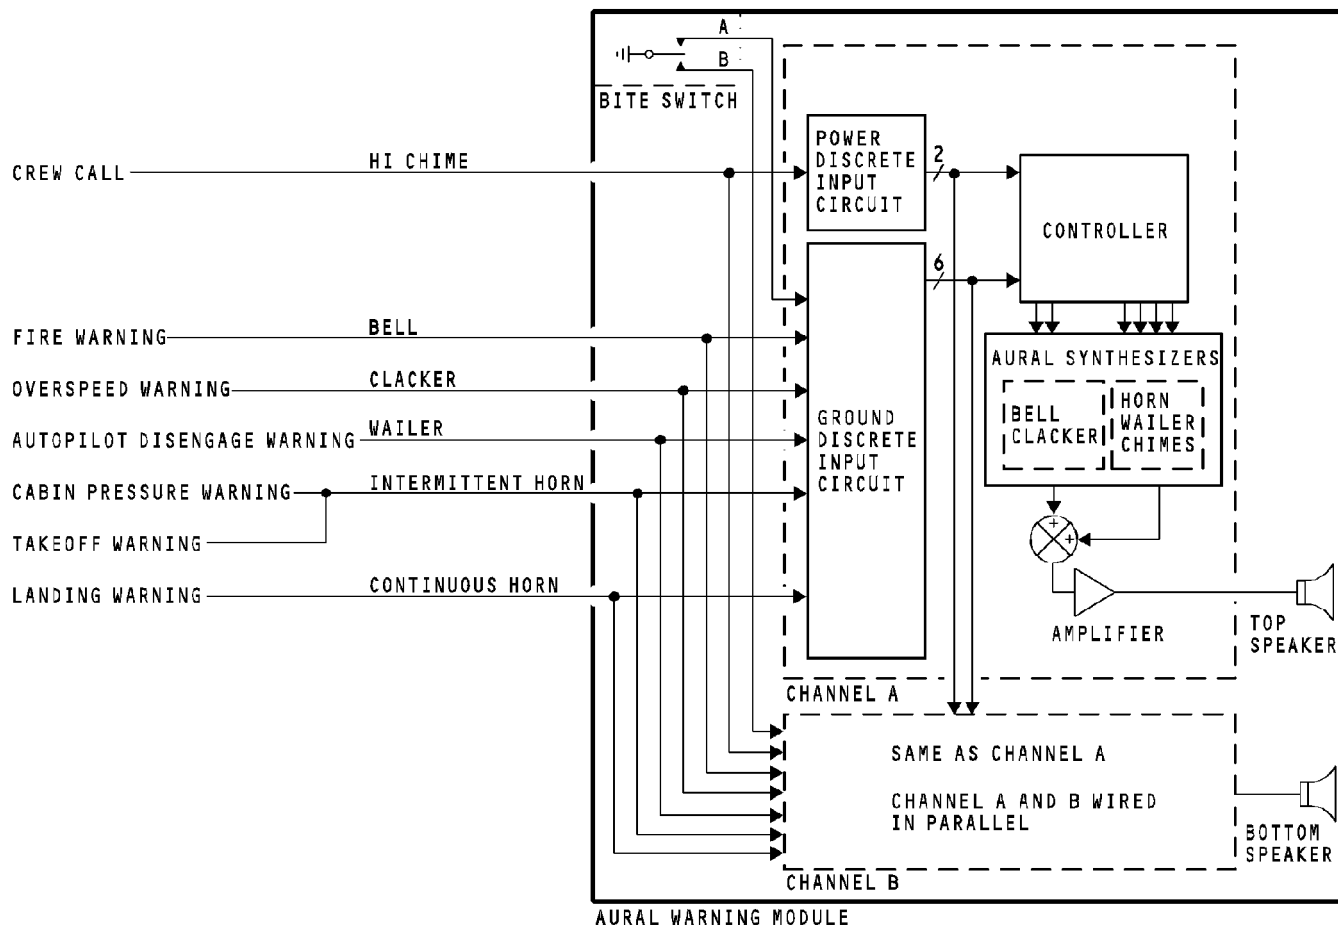 A
B
BITE SWITCH
CREW CALL
HI CHIME
POWER
DISCRETE
INPUT
CIRCUIT
2
CONTROLLER
6
FIRE WARNING
BELL
OVERSPEED WARNING
CLACKER
AUTOPILOT DISENGAGE WARNING
WAILER
CABIN PRESSURE WARNING
INTERMITTENT HORN
TAKEOFF WARNING
LANDING WARNING
CONTINUOUS HORN
GROUND
DISCRETE
INPUT
CIRCUIT
AURAL SYNTHESIZERS
BELL
CLACKER
HORN
WAILER
CHIMES
+
+
AMPLIFIER
TOP
SPEAKER
CHANNEL A
SAME AS CHANNEL A
CHANNEL A AND B WIRED
IN PARALLEL
BOTTOM
SPEAKER
CHANNEL B
AURAL WARNING MODULE